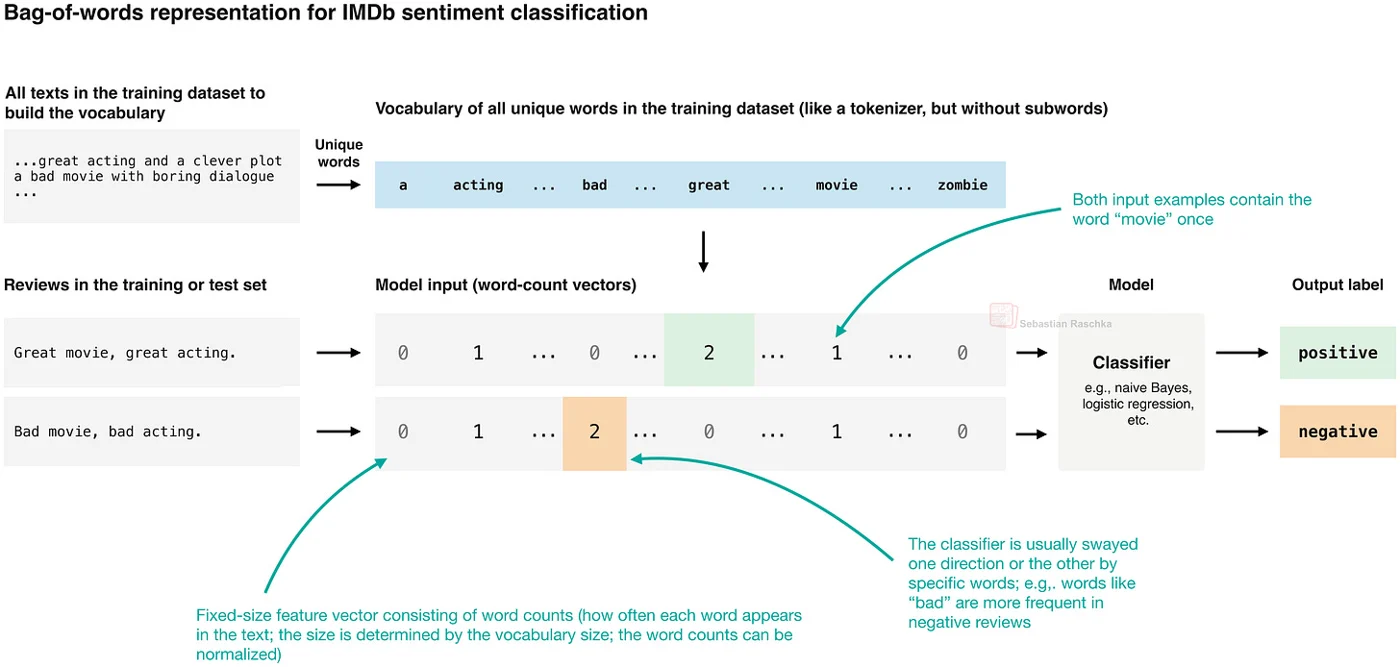 Bag-of-words representation for IMDb sentiment classification
All texts in the training dataset to
build the vocabulary
Vocabulary of all unique words in the training dataset (like a tokenizer, but without subwords)
...great acting and a clever plot
a bad movie with boring dialogue
...
Unique
words
a acting ... bad ... great ... movie ... zombie
Both input examples contain the
word “movie” once
Reviews in the training or test set
Model input (word-count vectors)
Model
Output label
Sebastian Raschka
Great movie, great acting.
0 1 ... 0 ... 2 ... 1 ... 0
Classifier
e.g., naive Bayes,
logistic regression,
etc.
positive
Bad movie, bad acting.
0 1 ... 2 ... 0 ... 1 ... 0
negative
The classifier is usually swayed
one direction or the other by
specific words; e.g,. words like
“bad” are more frequent in
negative reviews
Fixed-size feature vector consisting of word counts (how often each word appears
in the text; the size is determined by the vocabulary size; the word counts can be
normalized)